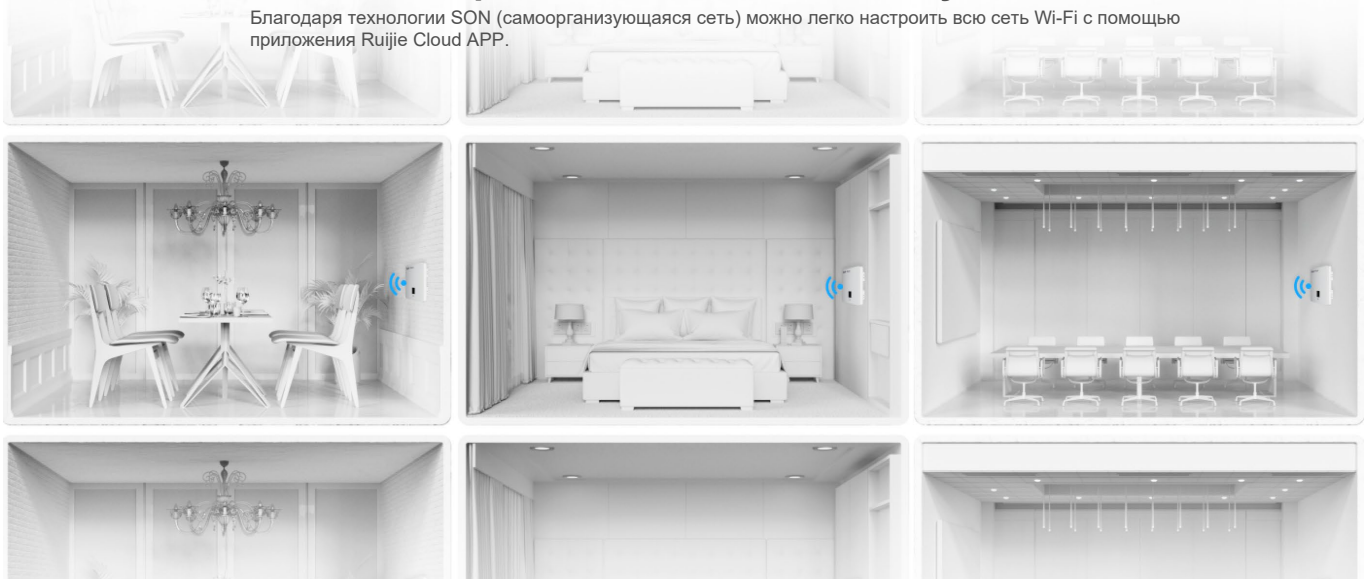 Благодаря технологии SON (самоорганизующаяся сеть) можно легко настроить всю сеть Wi-Fi с помощью
приложения Ruijie Cloud APP.